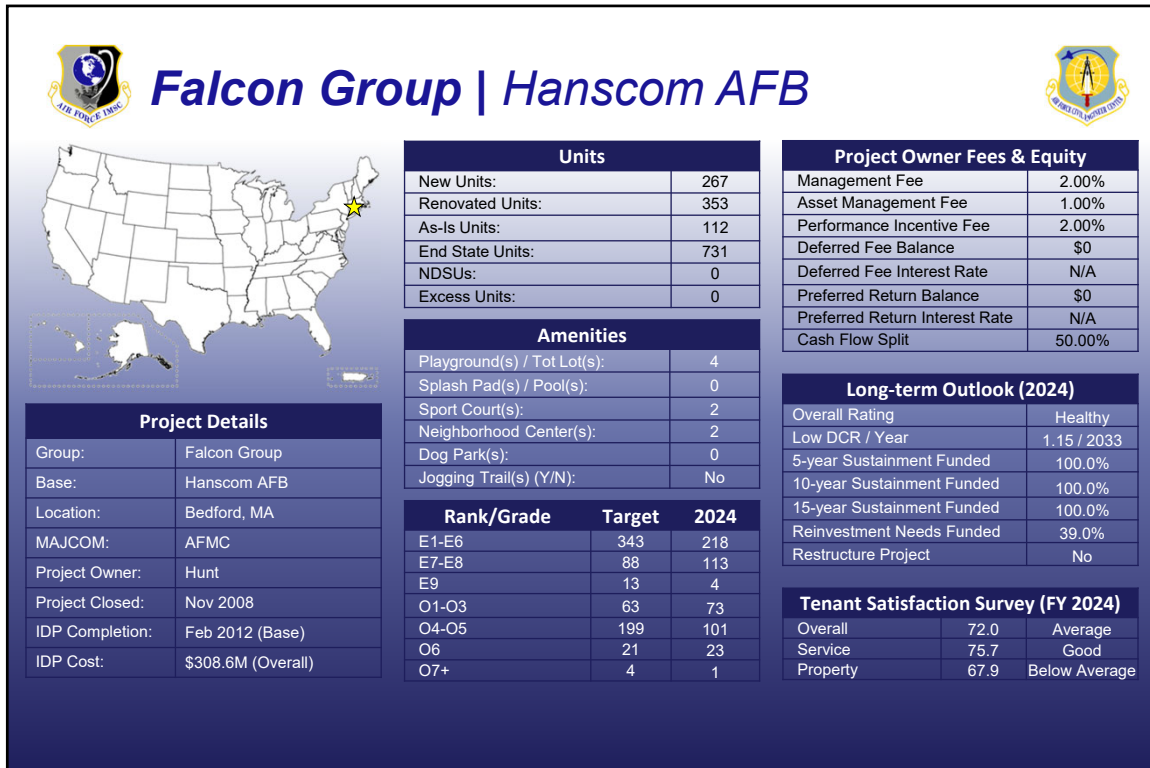 AIR FORCE IMSC
Falcon Group | Hanscom AFB
AIR FORCE CIVIL ENGINEER CENTER
Project Details
Group: Falcon Group
Base: Hanscom AFB
Location: Bedford, MA
MAJCOM: AFMC
Project Owner: Hunt
Project Closed: Nov 2008
IDP Completion: Feb 2012 (Base)
IDP Cost: $308.6M (Overall)
Units
New Units: 267
Renovated Units: 353
As-Is Units: 112
End State Units: 731
NDSUs: 0
Excess Units: 0
Amenities
Playground(s) / Tot Lot(s): 4
Splash Pad(s) / Pool(s): 0
Sport Court(s): 2
Neighborhood Center(s): 2
Dog Park(s): 0
Jogging Trail(s) (Y/N): No
Rank/Grade Target 2024
E1-E6 343 218
E7-E8 88 113
E9 13 4
O1-O3 63 73
O4-O5 199 101
O6 21 23
O7+ 4 1
Project Owner Fees & Equity
Management Fee 2.00%
Asset Management Fee 1.00%
Performance Incentive Fee 2.00%
Deferred Fee Balance $0
Deferred Fee Interest Rate N/A
Preferred Return Balance $0
Preferred Return Interest Rate N/A
Cash Flow Split 50.00%
Long-term Outlook (2024)
Overall Rating Healthy
Low DCR / Year 1.15 / 2033
5-year Sustainment Funded 100.0%
10-year Sustainment Funded 100.0%
15-year Sustainment Funded 100.0%
Reinvestment Needs Funded 39.0%
Restructure Project No
Tenant Satisfaction Survey (FY 2024)
Overall 72.0 Average
Service 75.7 Good
Property 67.9 Below Average